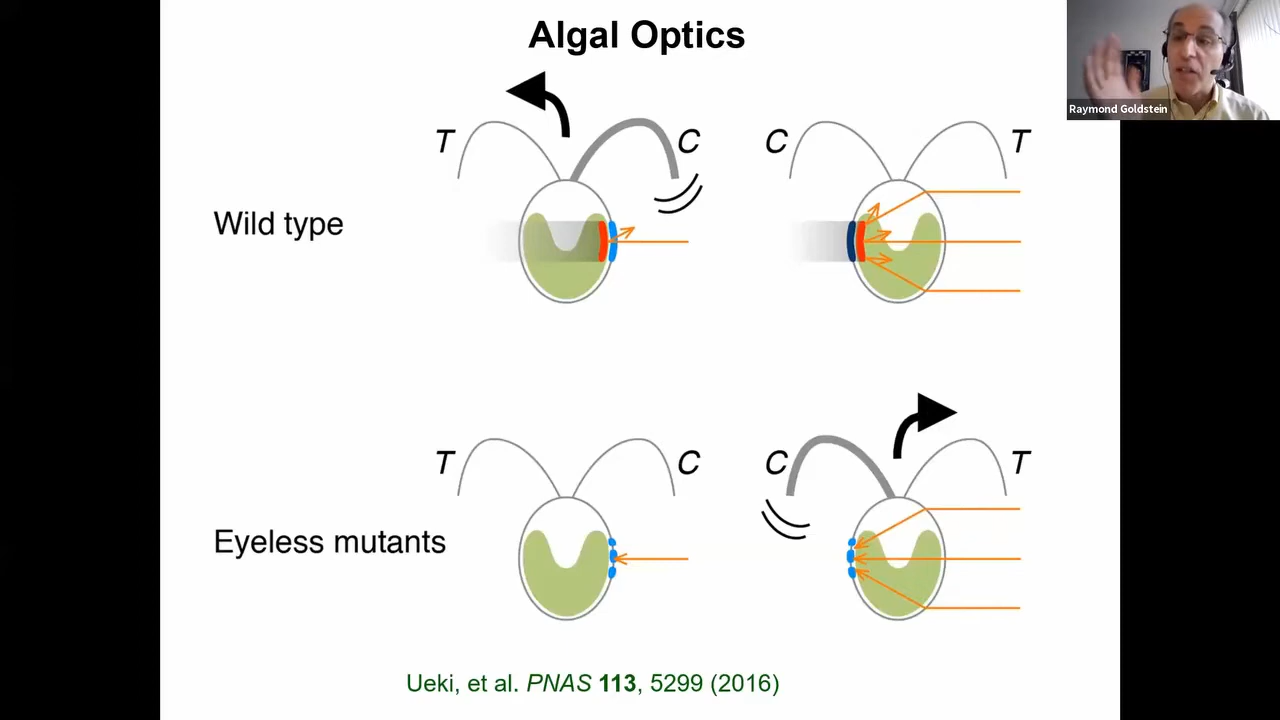 Algal Optics
Raymond Goldstein
T
C
C
T
Wild type
T
C
C
T
Eyeless mutants
Ueki, et al. PNAS 113, 5299 (2016)